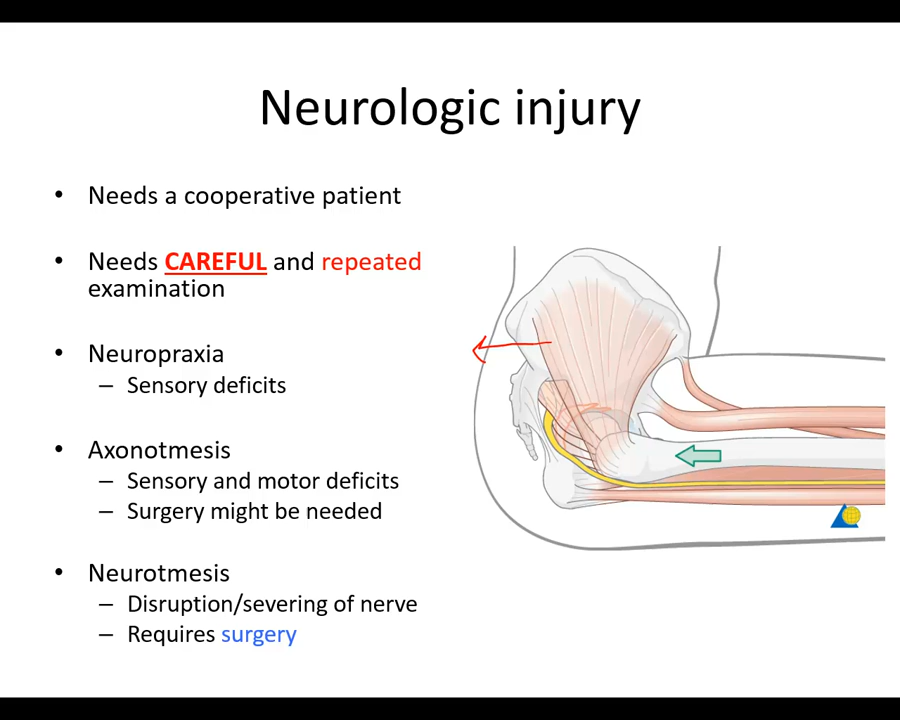 Neurologic injury
• Needs a cooperative patient
• Needs CAREFUL and repeated
examination
• Neuropraxia
– Sensory deficits
• Axonotmesis
– Sensory and motor deficits
– Surgery might be needed
• Neurotmesis
– Disruption/severing of nerve
– Requires surgery